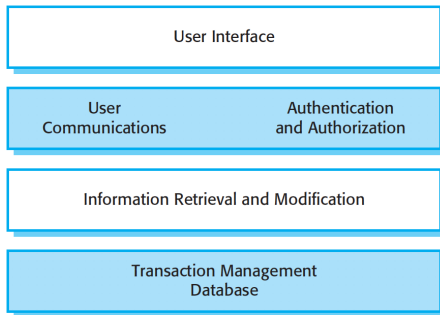 User Interface
User
Communications
Authentication
and Authorization
Information Retrieval and Modification
Transaction Management
Database